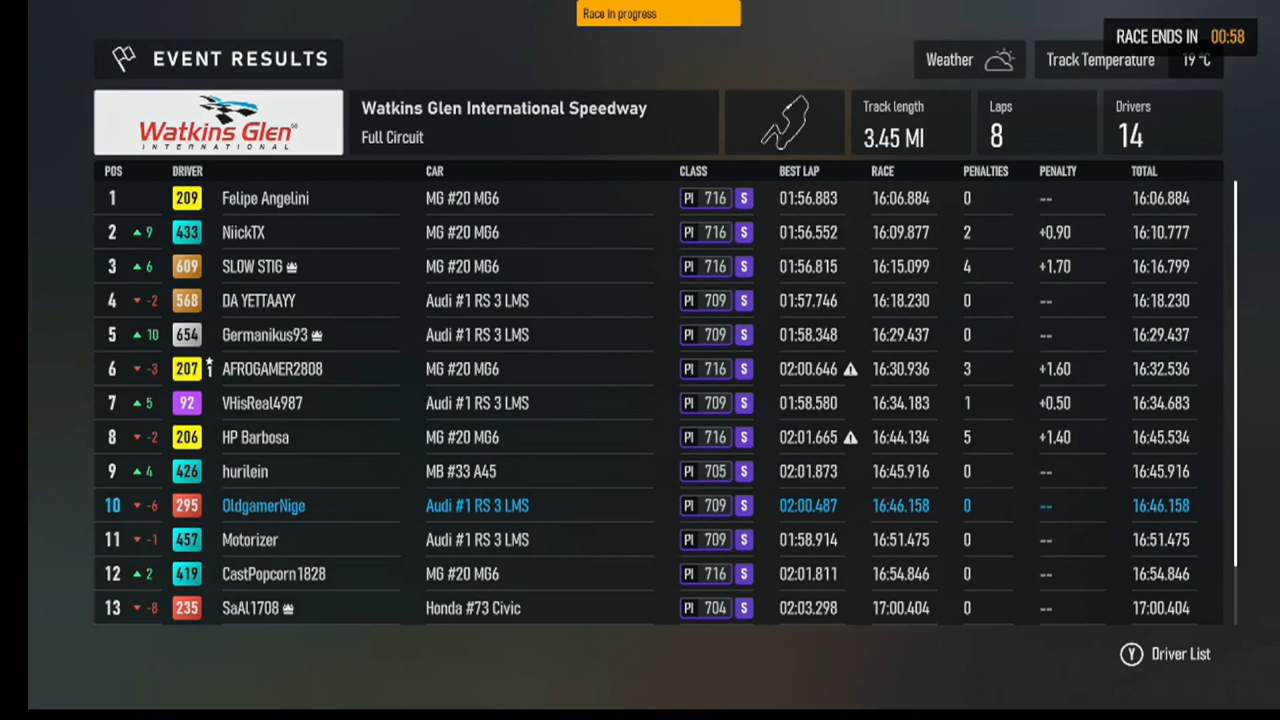 Race in progress
RACE ENDS IN 00:58
EVENT RESULTS
Weather
Track Temperature 19 °C
Watkins Glen
INTERNATIONAL
Watkins Glen International Speedway
Full Circuit
Track length
3.45 MI
Laps
8
Drivers
14
POS DRIVER CAR CLASS BEST LAP RACE PENALTIES PENALTY TOTAL
1 209 Felipe Angelini MG #20 MG6 PI 716 S 01:56.883 16:06.884 0 -- 16:06.884
2 ▲ 9 433 NiickTX MG #20 MG6 PI 716 S 01:56.552 16:09.877 2 +0.90 16:10.777
3 ▲ 6 609 SLOW STIG MG #20 MG6 PI 716 S 01:56.815 16:15.099 4 +1.70 16:16.799
4 ▼ -2 568 DA YETTAAYY Audi #1 RS 3 LMS PI 709 S 01:57.746 16:18.230 0 -- 16:18.230
5 ▲ 10 654 Germanikus93 Audi #1 RS 3 LMS PI 709 S 01:58.348 16:29.437 0 -- 16:29.437
6 ▼ -3 207 1 AFROGAMER2808 MG #20 MG6 PI 716 S 02:00.646 16:30.936 3 +1.60 16:32.536
7 ▲ 5 92 VHisReal4987 Audi #1 RS 3 LMS PI 709 S 01:58.580 16:34.183 1 +0.50 16:34.683
8 ▼ -2 206 HP Barbosa MG #20 MG6 PI 716 S 02:01.665 16:44.134 5 +1.40 16:45.534
9 ▲ 4 426 hurilein MB #33 A45 PI 705 S 02:01.873 16:45.916 0 -- 16:45.916
10 ▼ -6 295 OldgamerNige Audi #1 RS 3 LMS PI 709 S 02:00.487 16:46.158 0 -- 16:46.158
11 ▼ -1 457 Motorizer Audi #1 RS 3 LMS PI 709 S 01:58.914 16:51.475 0 -- 16:51.475
12 ▲ 2 419 CastPopcorn1828 MG #20 MG6 PI 716 S 02:01.811 16:54.846 0 -- 16:54.846
13 ▼ -8 235 SaAl1708 Honda #73 Civic PI 704 S 02:03.298 17:00.404 0 -- 17:00.404
Y Driver List